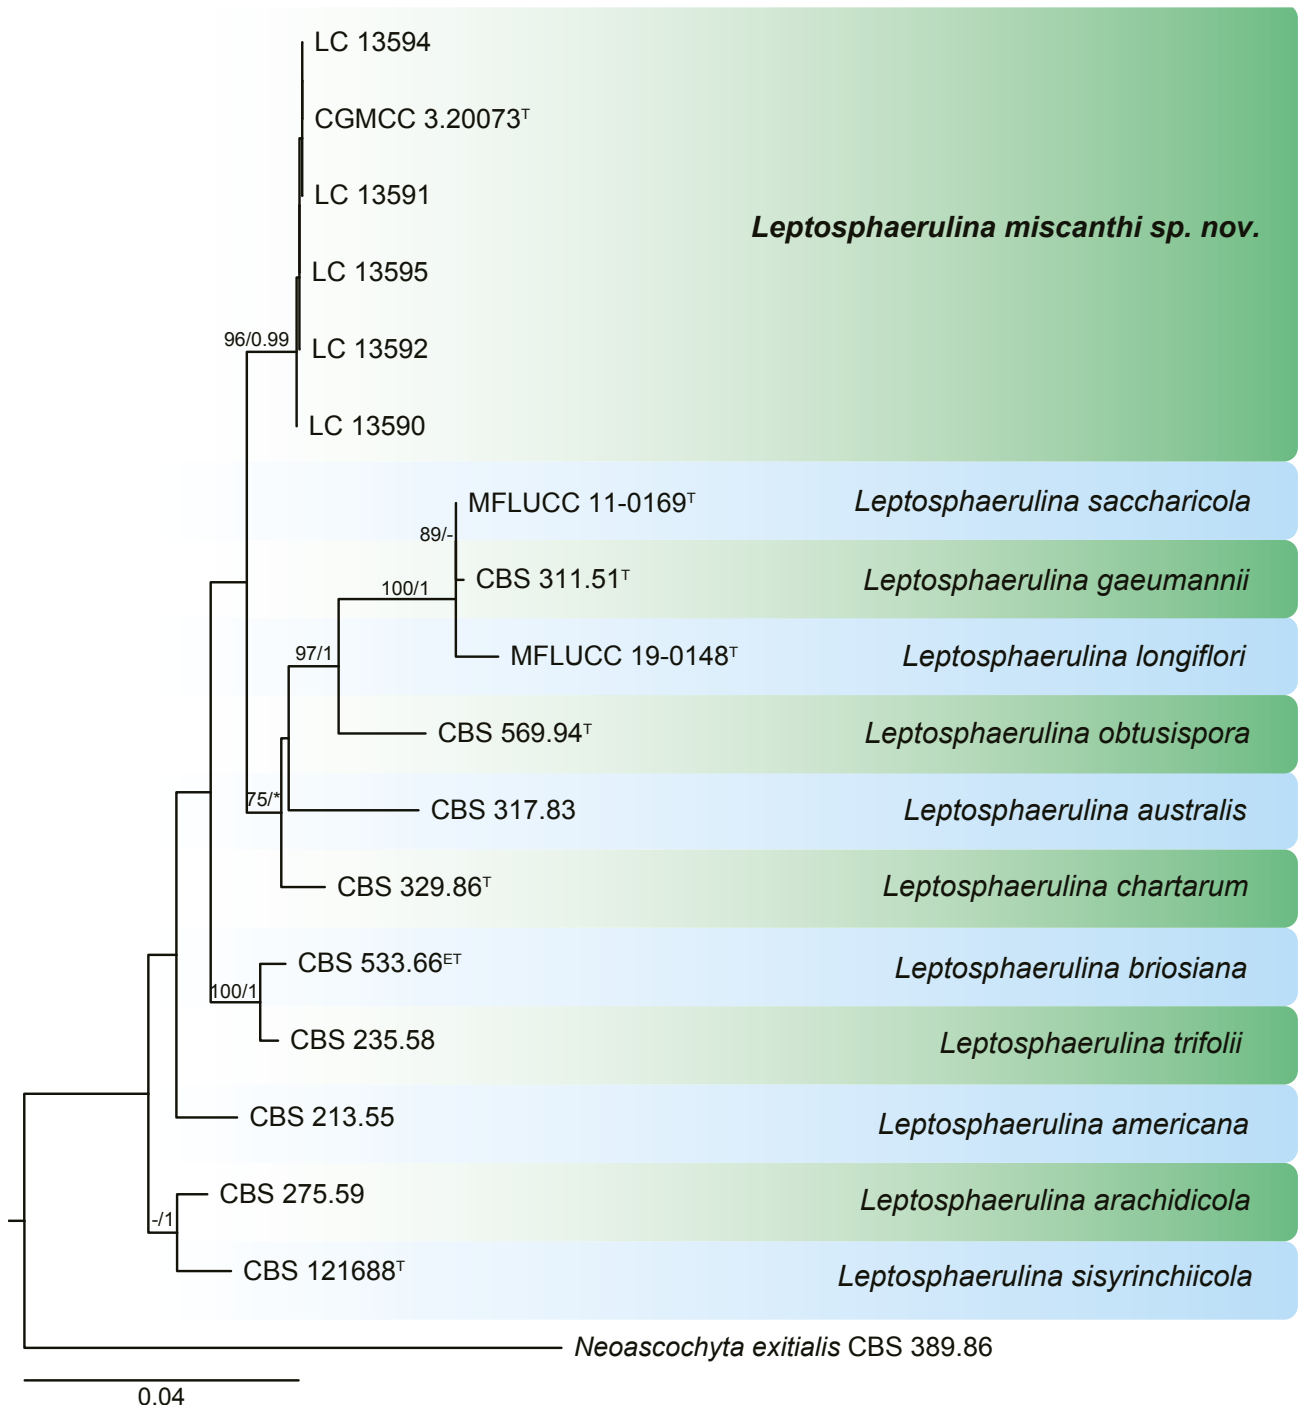 LC 13594
CGMCC 3.20073ᵀ
LC 13591
Leptosphaerulina miscanthi sp. nov.
LC 13595
96/0.99
LC 13592
LC 13590
MFLUCC 11-0169ᵀ Leptosphaerulina saccharicola
89/-
CBS 311.51ᵀ Leptosphaerulina gaeumannii
100/1
MFLUCC 19-0148ᵀ Leptosphaerulina longiflori
97/1
CBS 569.94ᵀ Leptosphaerulina obtusispora
75/*
CBS 317.83 Leptosphaerulina australis
CBS 329.86ᵀ Leptosphaerulina chartarum
CBS 533.66ᴱᵀ Leptosphaerulina briosiana
100/1
CBS 235.58 Leptosphaerulina trifolii
CBS 213.55 Leptosphaerulina americana
CBS 275.59 Leptosphaerulina arachidicola
-/1
CBS 121688ᵀ Leptosphaerulina sisyrinchiicola
Neoascochyta exitialis CBS 389.86
0.04